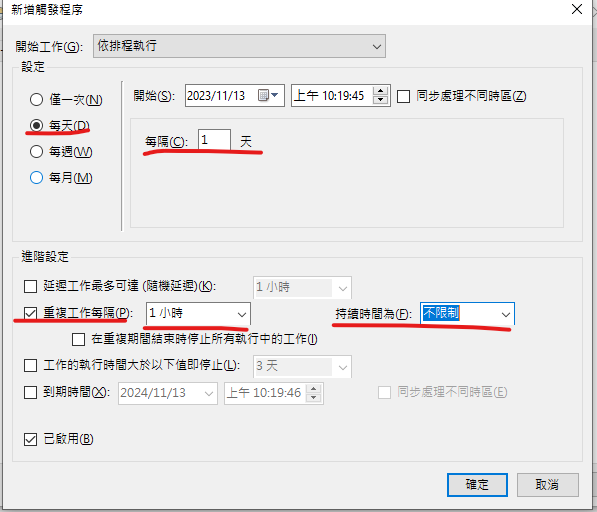 新增觸發程序
開始工作(G): 依排程執行
設定
僅一次(N)
每天(D)
每週(W)
每月(M)
開始(S): 2023/11/13 上午 10:19:45 同步處理不同時區(Z)
每隔(C): 1 天
進階設定
延遲工作最多可達 (隨機延遲)(K): 1 小時
重複工作每隔(P): 1 小時 持續時間為(F): 不限制
在重複期間結束時停止所有執行中的工作(I)
工作的執行時間大於以下值即停止(L): 3 天
到期時間(X): 2024/11/13 上午 10:19:46 同步處理不同時區(E)
已啟用(B)
確定 取消